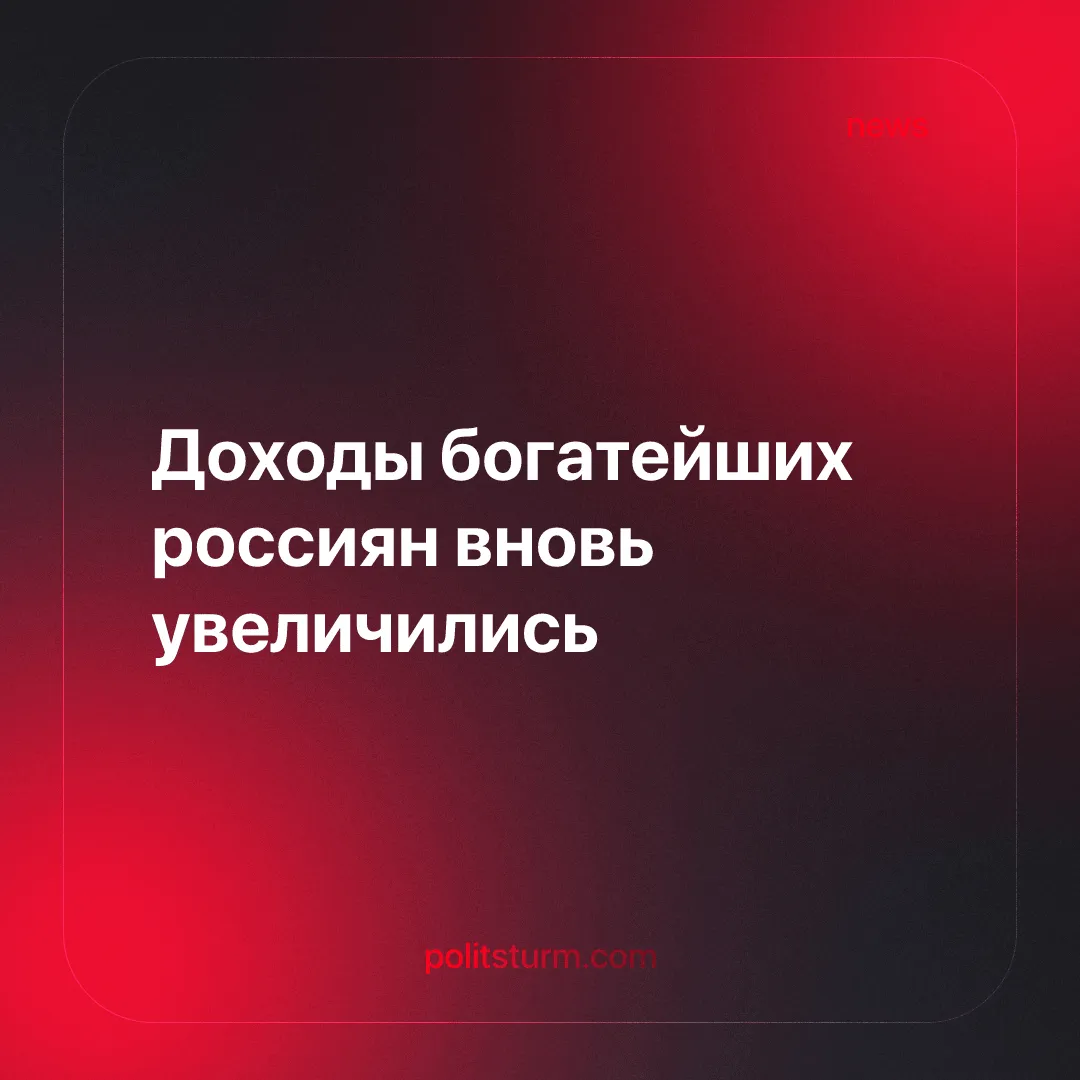 news
Доходы богатейших
россиян вновь
увеличились
politsturm.com